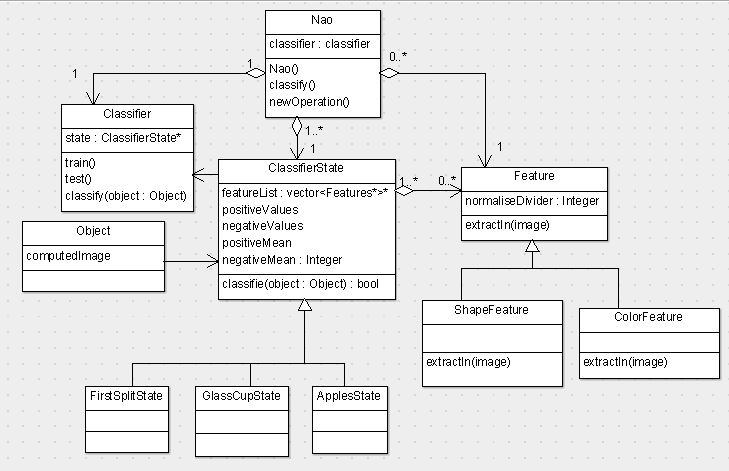 Nao
classifier : classifier
Nao()
classify()
newOperation()
1
0..*
1
1..*
1
1
Classifier
state : ClassifierState*
train()
test()
classify(object : Object)
ClassifierState
featureList : vector<Features*>*
positiveValues
negativeValues
positiveMean
negativeMean : Integer
classifie(object : Object) : bool
1..*
0..*
Feature
normaliseDivider : Integer
extractIn(image)
Object
computedImage
ShapeFeature
extractIn(image)
ColorFeature
extractIn(image)
FirstSplitState
GlassCupState
ApplesState